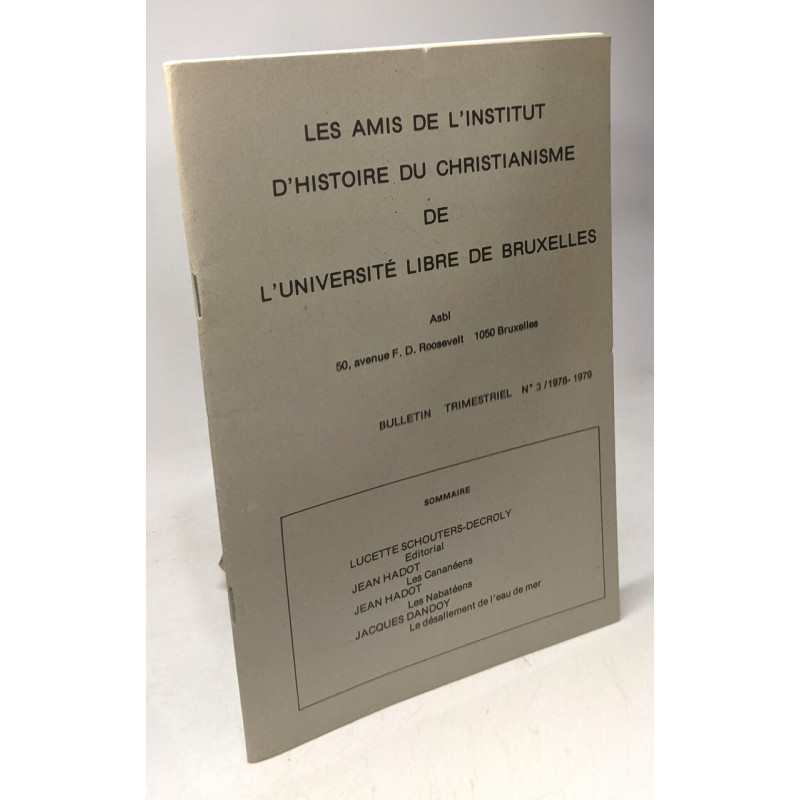 LES AMIS DE L'INSTITUT
D'HISTOIRE DU CHRISTIANISME
DE
L'UNIVERSITÉ LIBRE DE BRUXELLES
Asbl
50, avenue F. D. Roosevelt 1050 Bruxelles
BULLETIN TRIMESTRIEL N° 3 /1978-1979
SOMMAIRE
LUCETTE SCHOUTERS-DECROLY
Editorial
JEAN HADOT
Les Cananéens
JEAN HADOT
Les Nabatéens
JACQUES DANDOY
Le désallement de l'eau de mer